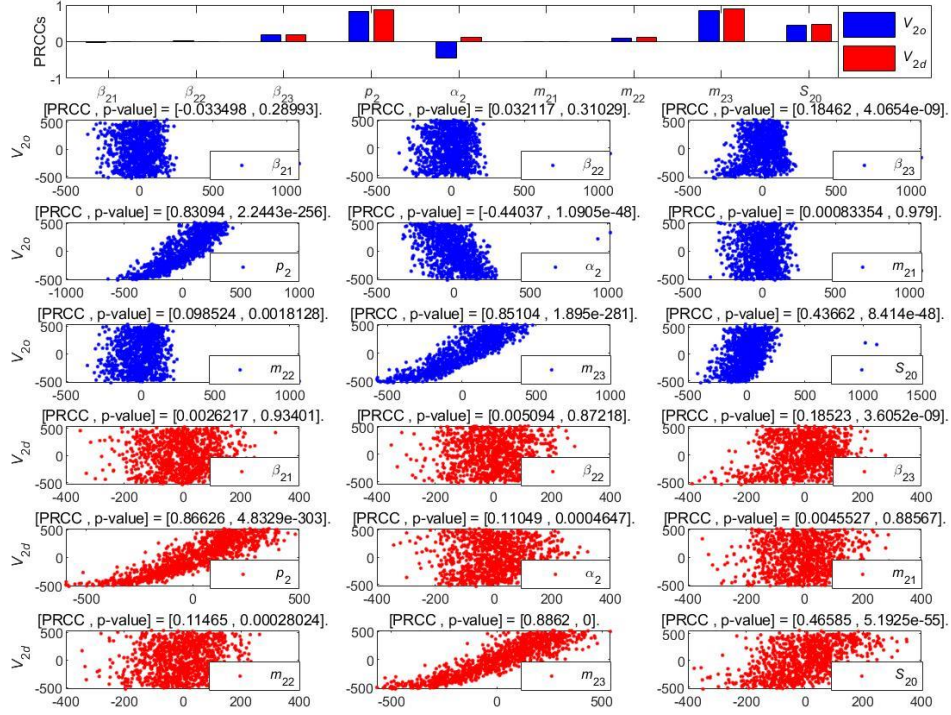 PRCCs
1
0
-1
β21 β22 β23 p2 α2 m21 m22 m23 S20
V2o
V2d
[PRCC , p-value] = [-0.033498 , 0.28993]. [PRCC , p-value] = [0.032117 , 0.31029]. [PRCC , p-value] = [0.18462 , 4.0654e-09].
V2o
500 0 -500
β21 β22 β23
-500 0 500 1000 -500 0 500 1000 -500 0 500 1000
[PRCC , p-value] = [0.83094 , 2.2443e-256]. [PRCC , p-value] = [-0.44037 , 1.0905e-48]. [PRCC , p-value] = [0.00083354 , 0.979].
V2o
500 0 -500
p2 α2 m21
-1000 -500 0 500 1000 -500 0 500 1000 -500 0 500 1000
[PRCC , p-value] = [0.098524 , 0.0018128]. [PRCC , p-value] = [0.85104 , 1.895e-281]. [PRCC , p-value] = [0.43662 , 8.414e-48].
V2o
500 0 -500
m22 m23 S20
-500 0 500 1000 -500 0 500 1000 -500 0 500 1000 1500
[PRCC , p-value] = [0.0026217 , 0.93401]. [PRCC , p-value] = [0.005094 , 0.87218]. [PRCC , p-value] = [0.18523 , 3.6052e-09].
V2d
500 0 -500
β21 β22 β23
-400 -200 0 200 400 -400 -200 0 200 400 -400 -200 0 200 400
[PRCC , p-value] = [0.86626 , 4.8329e-303]. [PRCC , p-value] = [0.11049 , 0.0004647]. [PRCC , p-value] = [0.0045527 , 0.88567].
V2d
500 0 -500
p2 α2 m21
-500 0 500 -400 -200 0 200 400 -400 -200 0 200 400
[PRCC , p-value] = [0.11465 , 0.00028024]. [PRCC , p-value] = [0.8862 , 0]. [PRCC , p-value] = [0.46585 , 5.1925e-55].
V2d
500 0 -500
m22 m23 S20
-400 -200 0 200 400 -500 0 500 -400 -200 0 200 400